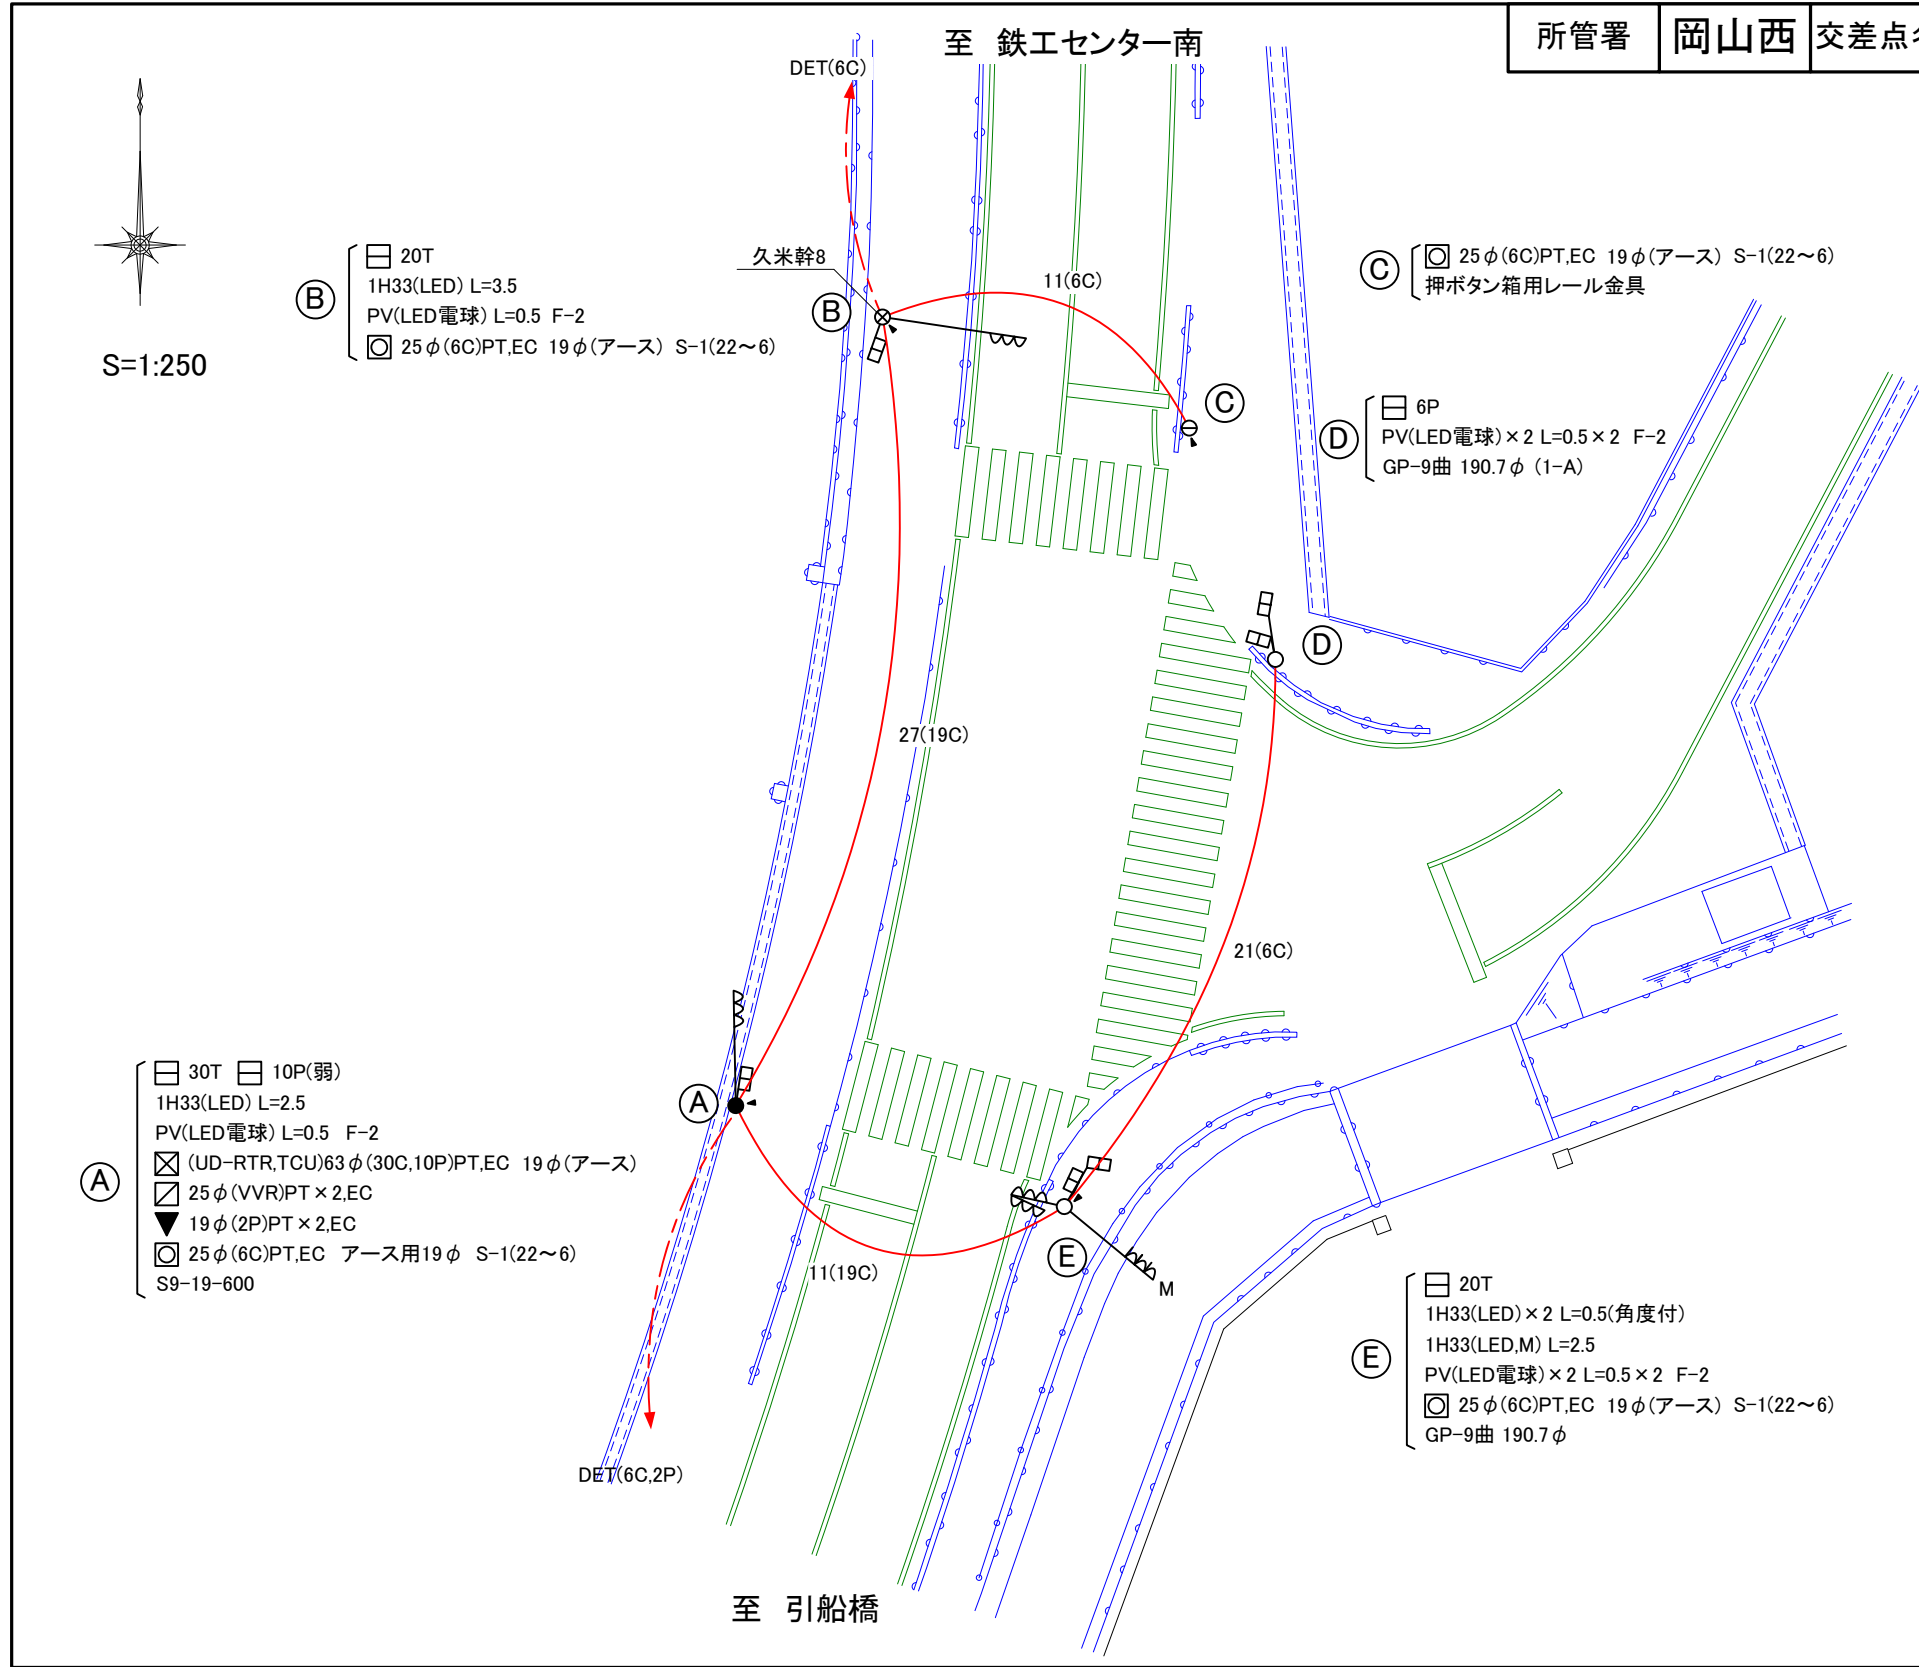 所管署 岡山西 交差点名
至 鉄工センター南
DET(6C)
S=1:250
B
20T
1H33(LED) L=3.5
PV(LED電球) L=0.5 F-2
25φ(6C)PT,EC 19φ(アース) S-1(22～6)
久米幹8
B
11(6C)
C
C
25φ(6C)PT,EC 19φ(アース) S-1(22～6)
押ボタン箱用レール金具
D
6P
PV(LED電球)×2 L=0.5×2 F-2
GP-9曲 190.7φ (1-A)
D
27(19C)
21(6C)
A
A
30T 10P(弱)
1H33(LED) L=2.5
PV(LED電球) L=0.5 F-2
(UD-RTR,TCU)63φ(30C,10P)PT,EC 19φ(アース)
25φ(VVR)PT×2,EC
19φ(2P)PT×2,EC
25φ(6C)PT,EC アース用19φ S-1(22～6)
S9-19-600
11(19C)
E
M
E
20T
1H33(LED)×2 L=0.5(角度付)
1H33(LED,M) L=2.5
PV(LED電球)×2 L=0.5×2 F-2
25φ(6C)PT,EC 19φ(アース) S-1(22～6)
GP-9曲 190.7φ
DET(6C,2P)
至 引船橋